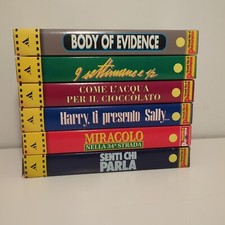 BODY OF EVIDENCE
9 settimane e ½
COME L'ACQUA
PER IL CIOCCOLATO
Harry, ti presento Sally...
MIRACOLO
NELLA 34ª STRADA
SENTI CHI
PARLA